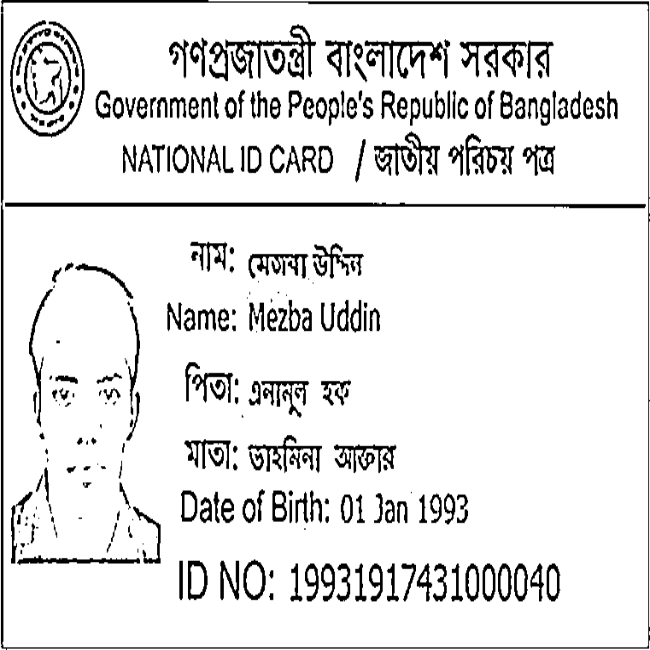 গণপ্রজাতন্ত্রী বাংলাদেশ সরকার
Government of the People's Republic of Bangladesh
NATIONAL ID CARD / জাতীয় পরিচয় পত্র
নাম: মেজবা উদ্দিন
Name: Mezba Uddin
পিতা: এনামুল হক
মাতা: তাহমিনা আক্তার
Date of Birth: 01 Jan 1993
ID NO: 19931917431000040